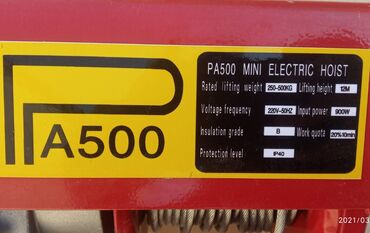 PA500
PA500 MINI ELECTRIC HOIST
Rated lifting weight 250-500KG Lifting height 12M
Voltage frequency 220V-50HZ Input power 900W
Insulation grade B Work quota 20%10min
Protection level IP40
2021/03